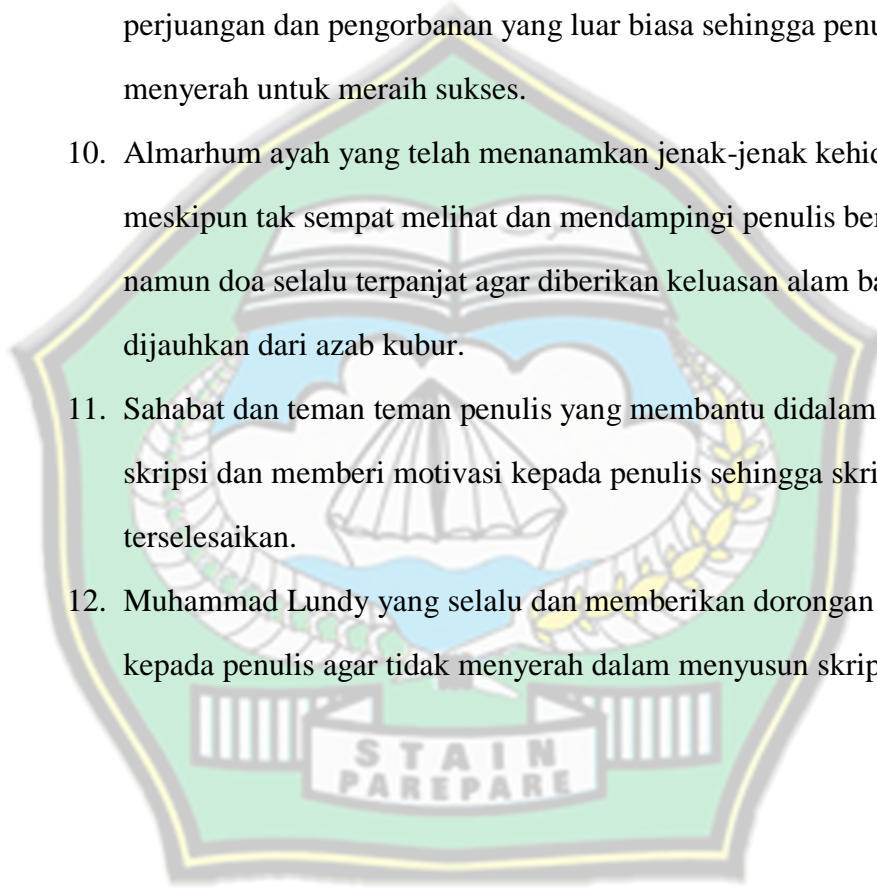 perjuangan dan pengorbanan yang luar biasa sehingga penu
menyerah untuk meraih sukses.
10. Almarhum ayah yang telah menanamkan jenak-jenak kehid
meskipun tak sempat melihat dan mendampingi penulis ber
namun doa selalu terpanjat agar diberikan keluasan alam ba
dijauhkan dari azab kubur.
11. Sahabat dan teman teman penulis yang membantu didalam
skripsi dan memberi motivasi kepada penulis sehingga skri
terselesaikan.
12. Muhammad Lundy yang selalu dan memberikan dorongan
kepada penulis agar tidak menyerah dalam menyusun skrip
STAIN
PAREPARE